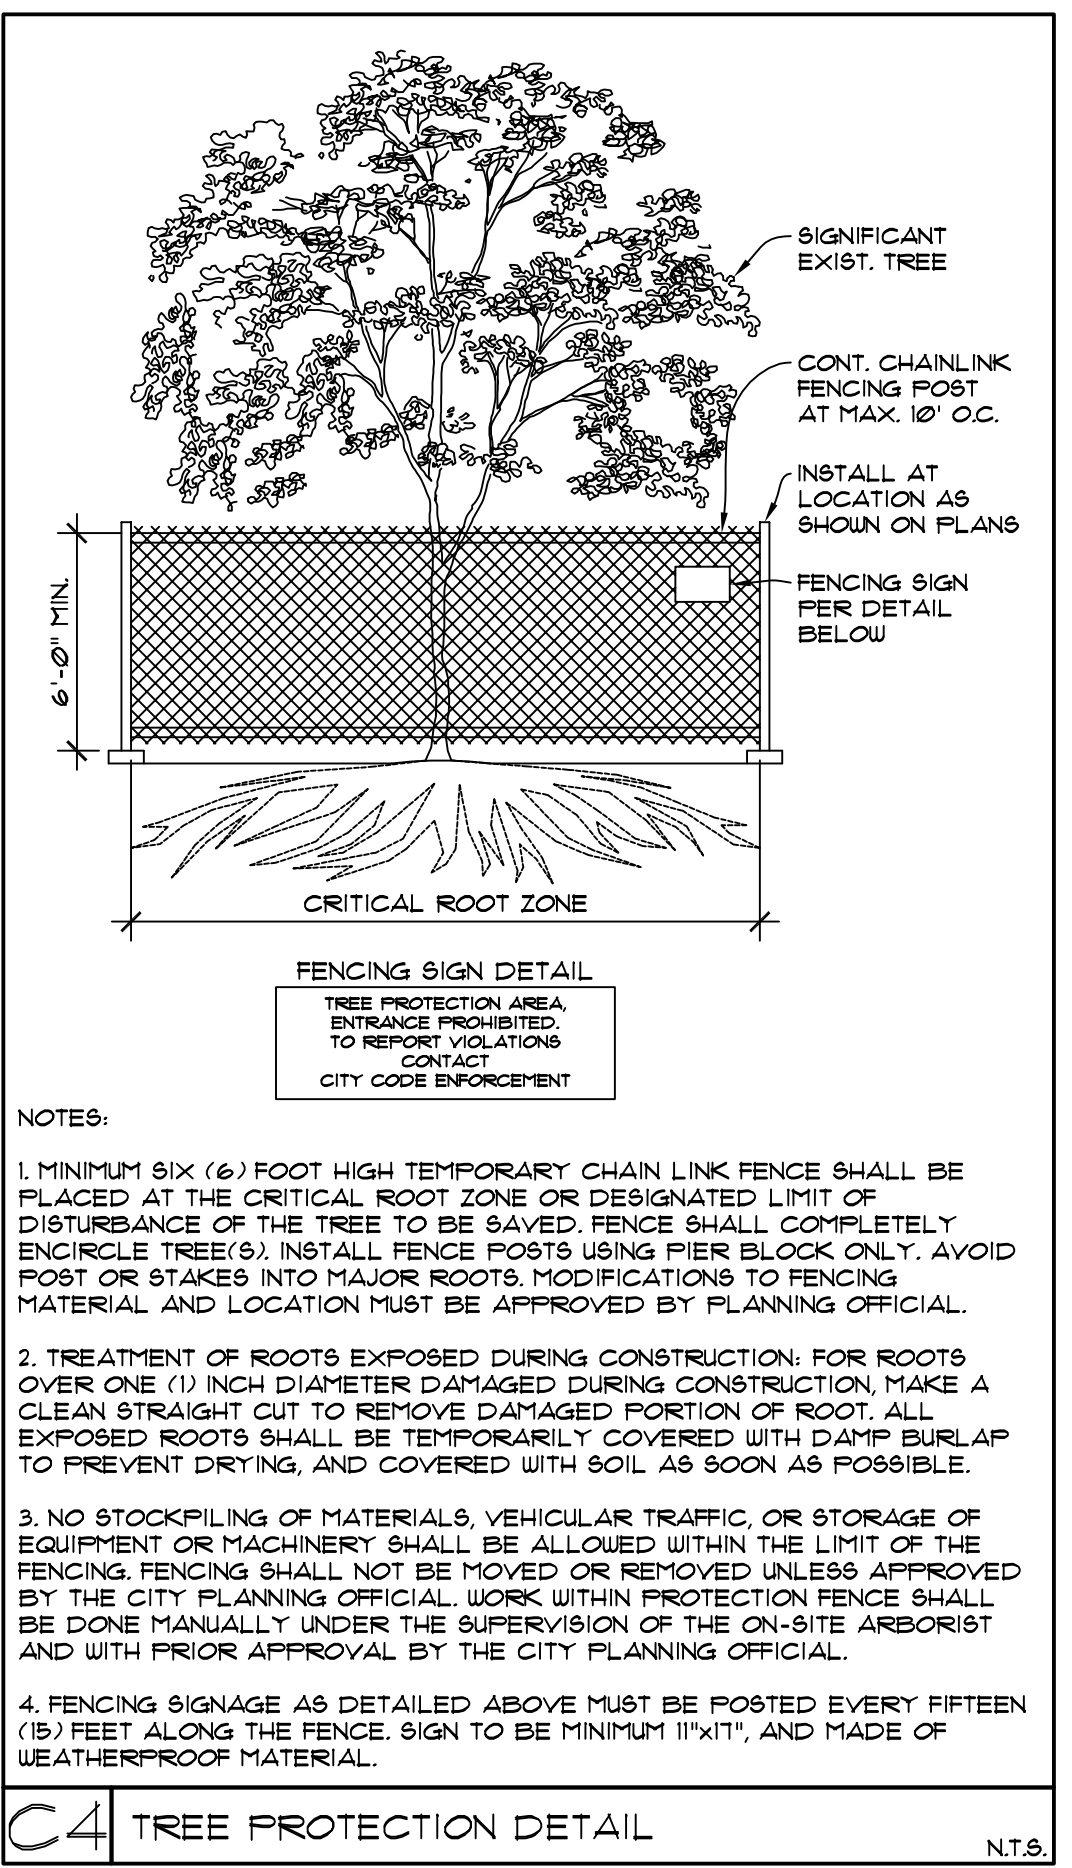 SIGNIFICANT
EXIST. TREE
CONT. CHAINLINK
FENCING POST
AT MAX. 10' O.C.
INSTALL AT
LOCATION AS
SHOWN ON PLANS
FENCING SIGN
PER DETAIL
BELOW
6'-0" MIN.
CRITICAL ROOT ZONE
FENCING SIGN DETAIL
TREE PROTECTION AREA,
ENTRANCE PROHIBITED.
TO REPORT VIOLATIONS
CONTACT
CITY CODE ENFORCEMENT
NOTES:
1. MINIMUM SIX (6) FOOT HIGH TEMPORARY CHAIN LINK FENCE SHALL BE
PLACED AT THE CRITICAL ROOT ZONE OR DESIGNATED LIMIT OF
DISTURBANCE OF THE TREE TO BE SAVED. FENCE SHALL COMPLETELY
ENCIRCLE TREE(S). INSTALL FENCE POSTS USING PIER BLOCK ONLY. AVOID
POST OR STAKES INTO MAJOR ROOTS. MODIFICATIONS TO FENCING
MATERIAL AND LOCATION MUST BE APPROVED BY PLANNING OFFICIAL.
2. TREATMENT OF ROOTS EXPOSED DURING CONSTRUCTION: FOR ROOTS
OVER ONE (1) INCH DIAMETER DAMAGED DURING CONSTRUCTION, MAKE A
CLEAN STRAIGHT CUT TO REMOVE DAMAGED PORTION OF ROOT. ALL
EXPOSED ROOTS SHALL BE TEMPORARILY COVERED WITH DAMP BURLAP
TO PREVENT DRYING, AND COVERED WITH SOIL AS SOON AS POSSIBLE.
3. NO STOCKPILING OF MATERIALS, VEHICULAR TRAFFIC, OR STORAGE OF
EQUIPMENT OR MACHINERY SHALL BE ALLOWED WITHIN THE LIMIT OF THE
FENCING. FENCING SHALL NOT BE MOVED OR REMOVED UNLESS APPROVED
BY THE CITY PLANNING OFFICIAL. WORK WITHIN PROTECTION FENCE SHALL
BE DONE MANUALLY UNDER THE SUPERVISION OF THE ON-SITE ARBORIST
AND WITH PRIOR APPROVAL BY THE CITY PLANNING OFFICIAL.
4. FENCING SIGNAGE AS DETAILED ABOVE MUST BE POSTED EVERY FIFTEEN
(15) FEET ALONG THE FENCE. SIGN TO BE MINIMUM 11"x17", AND MADE OF
WEATHERPROOF MATERIAL.
C4 TREE PROTECTION DETAIL
N.T.S.